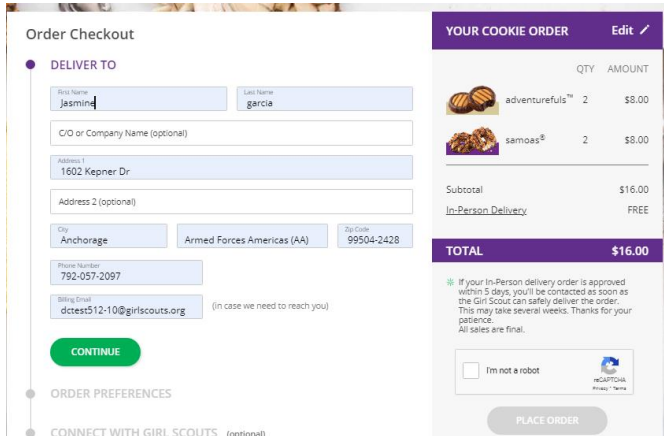 Order Checkout
DELIVER TO
First Name
Jasmine
Last Name
garcia
C/O or Company Name (optional)
Address 1
1602 Kepner Dr
Address 2 (optional)
City
Anchorage
Armed Forces Americas (AA)
Zip Code
99504-2428
Phone Number
792-057-2097
Billing Email
dctest512-10@girlscouts.org
(in case we need to reach you)
CONTINUE
ORDER PREFERENCES
CONNECT WITH GIRL SCOUTS (optional)
YOUR COOKIE ORDER
Edit
QTY AMOUNT
adventurefuls™ 2 $8.00
samoas® 2 $8.00
Subtotal $16.00
In-Person Delivery FREE
TOTAL $16.00
If your In-Person delivery order is approved
within 5 days, you'll be contacted as soon as
the Girl Scout can safely deliver the order.
This may take several weeks. Thanks for your
patience.
All sales are final.
I'm not a robot
reCAPTCHA
Privacy * Terms
PLACE ORDER